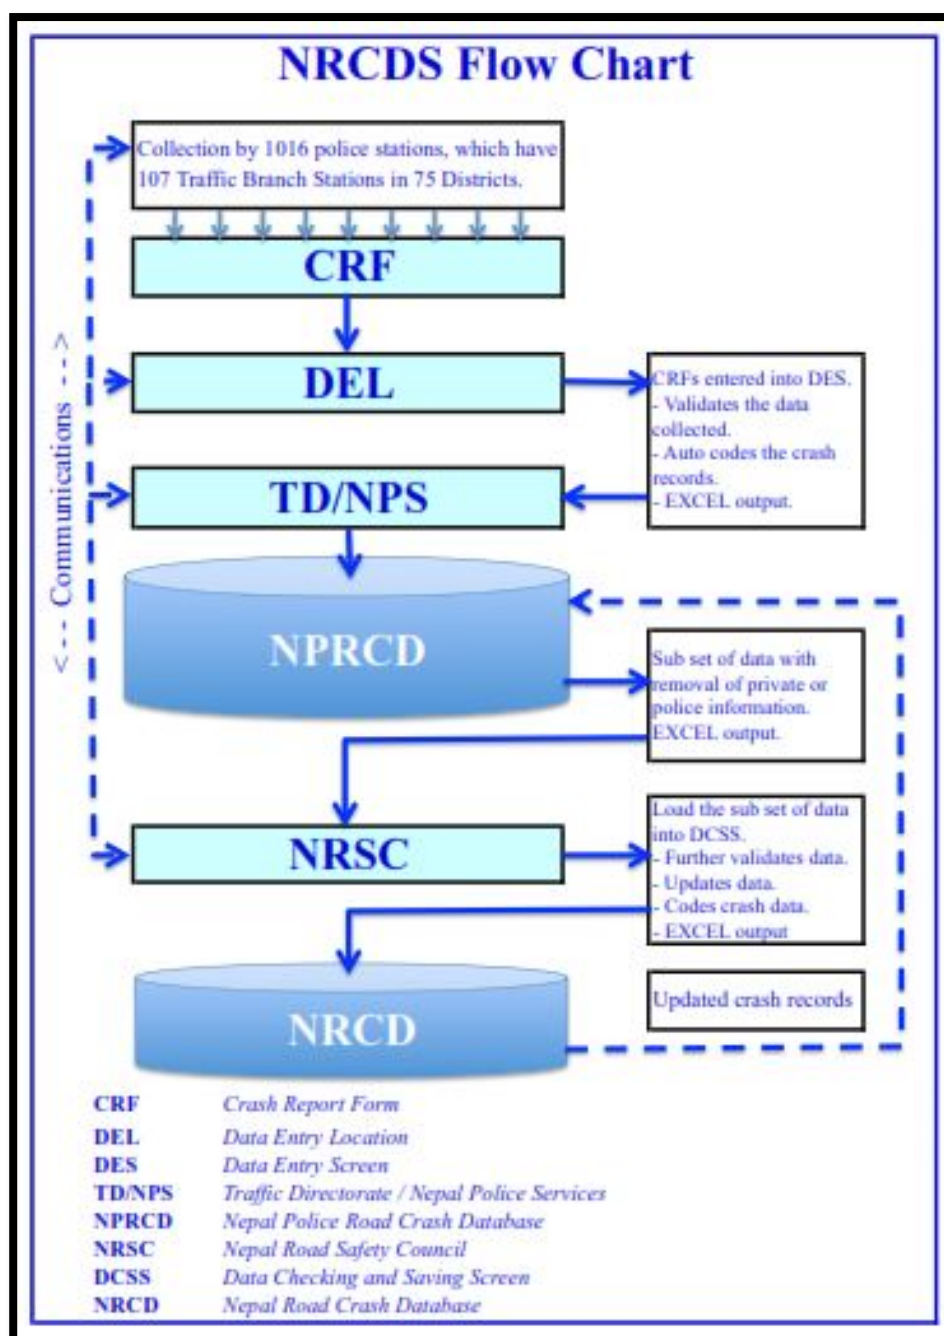 NRCDS Flow Chart
Collection by 1016 police stations, which have
107 Traffic Branch Stations in 75 Districts.
CRF
<--- Communications --->
DEL
CRFs entered into DES.
- Validates the data
collected.
- Auto codes the crash
records.
- EXCEL output.
TD/NPS
NPRCD
Sub set of data with
removal of private or
police information.
EXCEL output.
NRSC
Load the sub set of data
into DCSS.
- Further validates data.
- Updates data.
- Codes crash data.
- EXCEL output
NRCD
Updated crash records
CRF Crash Report Form
DEL Data Entry Location
DES Data Entry Screen
TD/NPS Traffic Directorate / Nepal Police Services
NPRCD Nepal Police Road Crash Database
NRSC Nepal Road Safety Council
DCSS Data Checking and Saving Screen
NRCD Nepal Road Crash Database